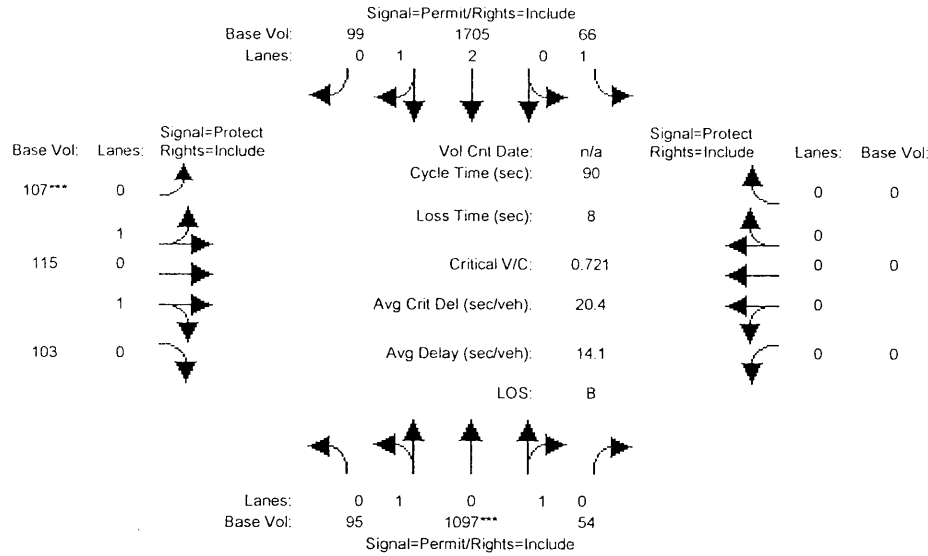 Signal=Permit/Rights=Include
Base Vol: 99 1705 66
Lanes: 0 1 2 0 1
Signal=Protect Signal=Protect
Base Vol: Lanes: Rights=Include Vol Cnt Date: n/a Rights=Include Lanes: Base Vol:
107*** 0 Cycle Time (sec): 90 0 0
1 Loss Time (sec): 8 0
115 0 Critical V/C: 0.721 0 0
1 Avg Crit Del (sec/veh): 20.4 0
103 0 Avg Delay (sec/veh): 14.1 0 0
LOS: B
Lanes: 0 1 0 1 0
Base Vol: 95 1097*** 54
Signal=Permit/Rights=Include